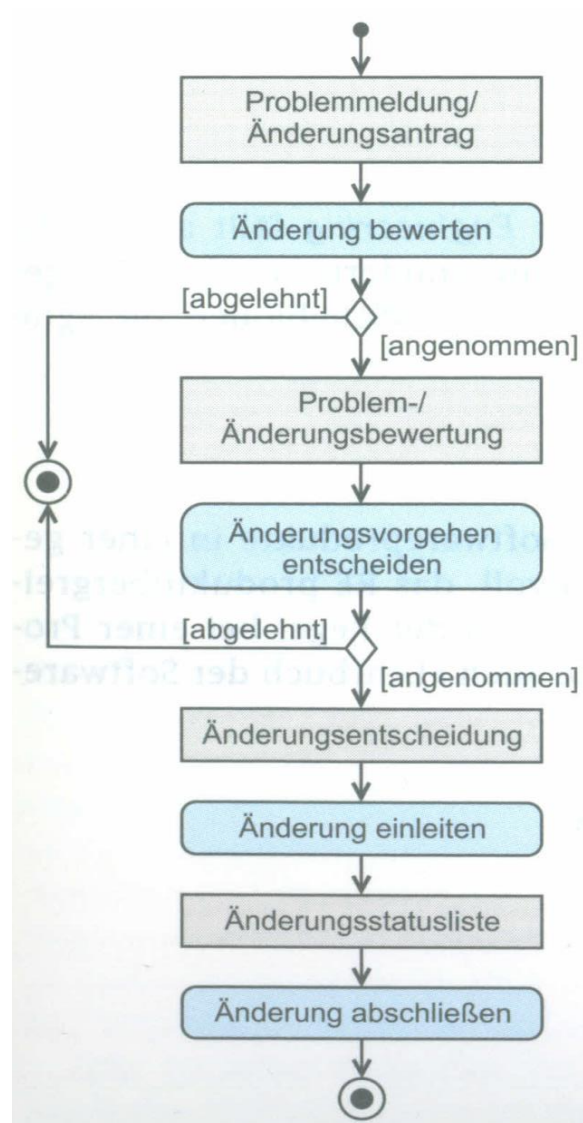 Problemmeldung/
Änderungsantrag
Änderung bewerten
[abgelehnt]
[angenommen]
Problem-/
Änderungsbewertung
Änderungsvorgehen
entscheiden
[abgelehnt]
[angenommen]
Änderungsentscheidung
Änderung einleiten
Änderungsstatusliste
Änderung abschließen